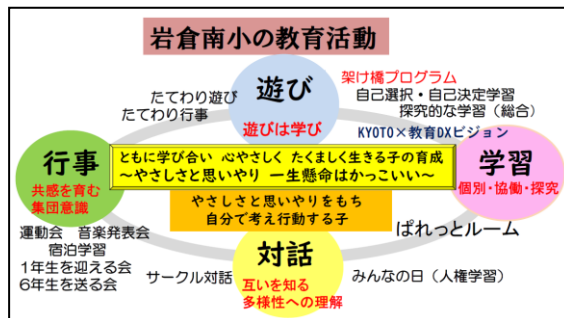 岩倉南小の教育活動
遊び
遊びは学び
たてわり遊び
たてわり行事
架け橋プログラム
自己選択・自己決定学習
探究的な学習（総合）
KYOTO×教育DXビジョン
行事
共感を育む
集団意識
ともに学び合い 心やさしく たくましく生きる子の育成
～やさしさと思いやり 一生懸命はかっこいい～
学習
個別・協働・探究
やさしさと思いやりをもち
自分で考え行動する子
運動会 音楽発表会
宿泊学習
1年生を迎える会
6年生を送る会
サークル対話
対話
互いを知る
多様性への理解
ぱれっとルーム
みんなの日（人権学習）